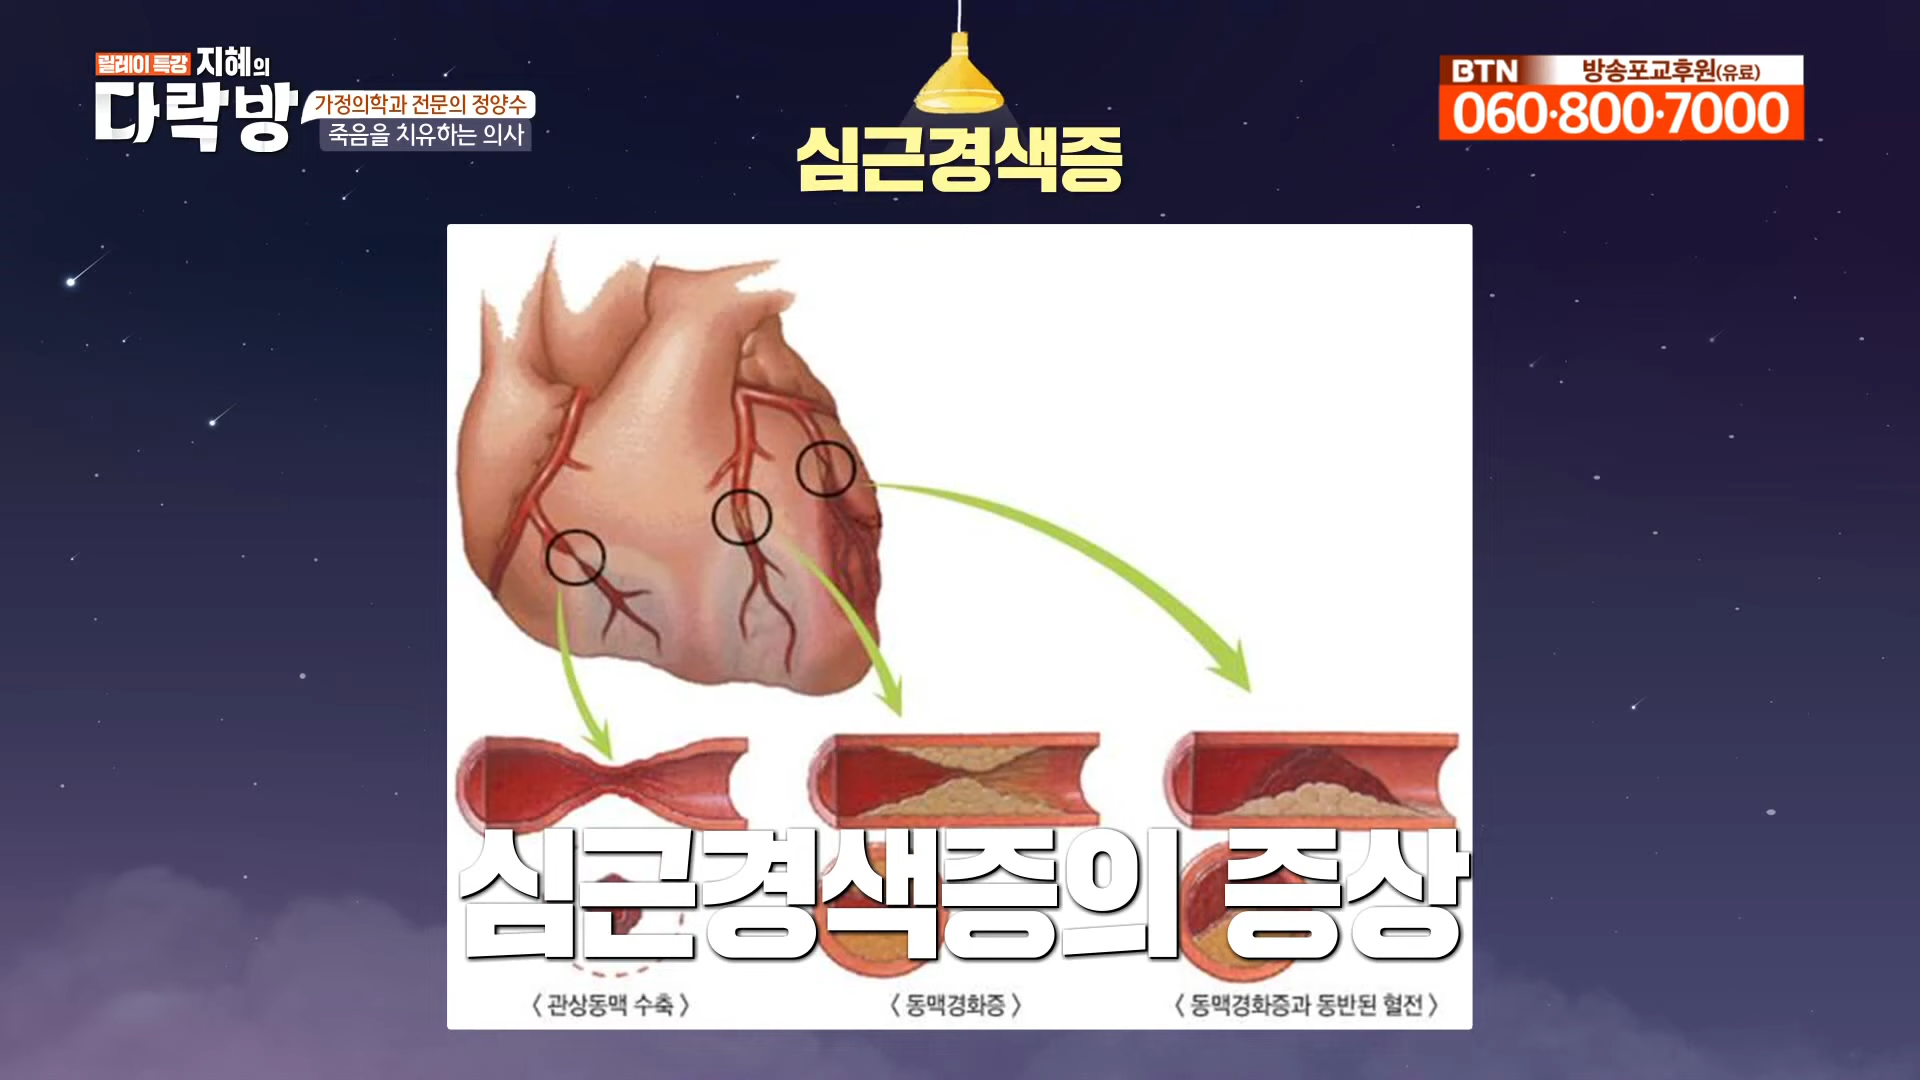 릴레이 특강 지혜의
다락방
가정의학과 전문의 정양수
죽음을 치유하는 의사
BTN 방송포교후원(유료)
060·800·7000
심근경색증
심근경색증의 증상
〈 관상동맥 수축 〉
〈 동맥경화증 〉
〈 동맥경화증과 동반된 혈전 〉